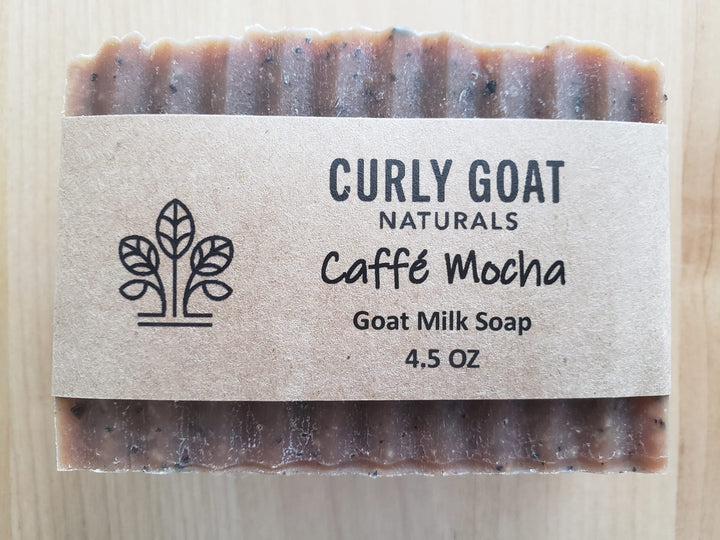 CURLY GOAT
NATURALS
Caffé Mocha
Goat Milk Soap
4.5 OZ